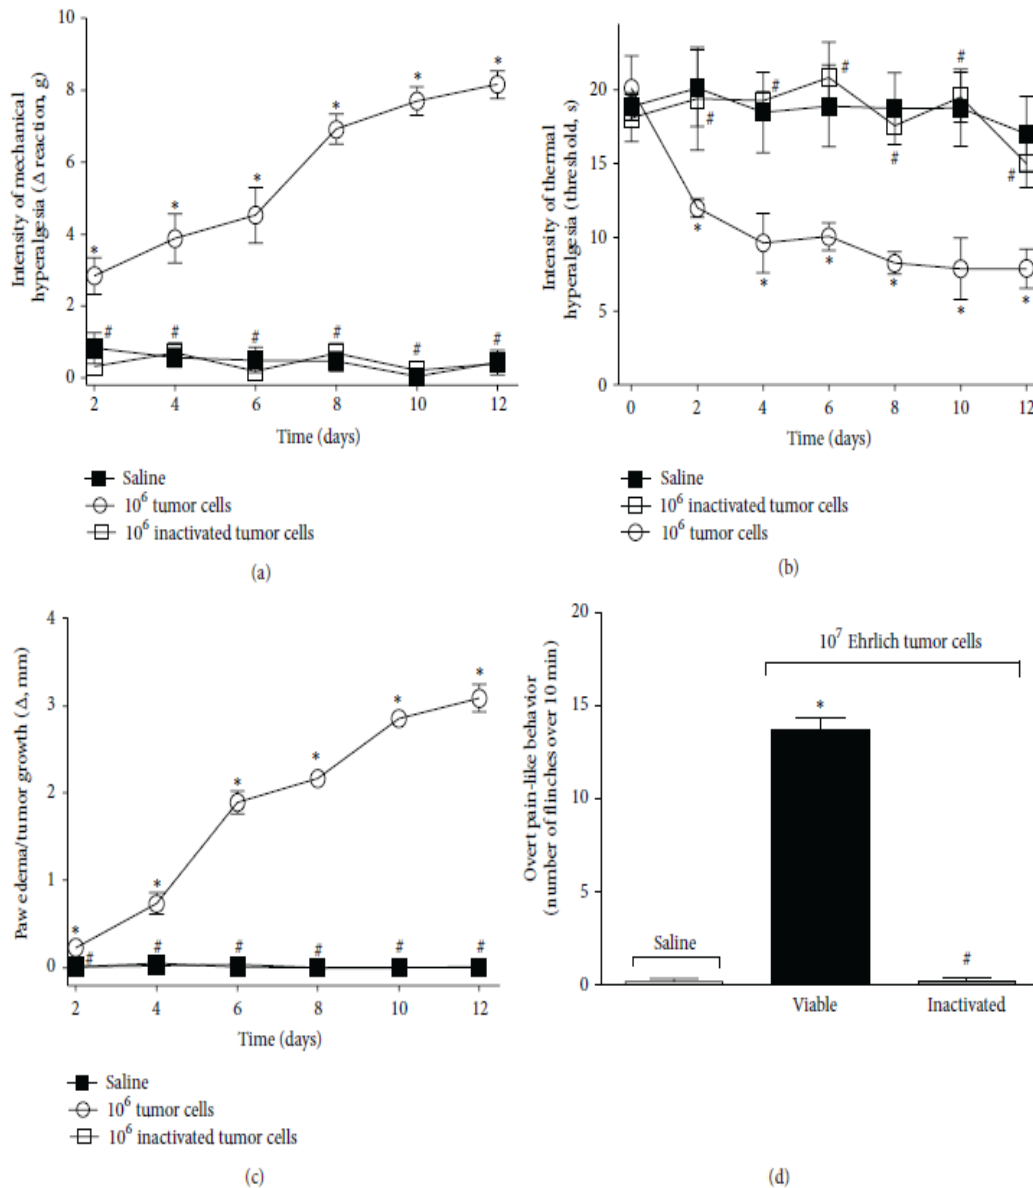 Intensity of mechanical
hyperalgesia (Δ reaction, g)
10
8
6
4
2
0
*
*
*
*
*
*
#
#
#
#
#
#
2
4
6
8
10
12
Time (days)
Saline
10⁶ tumor cells
10⁶ inactivated tumor cells
(a)
Intensity of thermal
hyperalgesia (threshold, s)
20
15
10
5
0
#
#
#
#
#
#
*
*
*
*
*
*
0
2
4
6
8
10
12
Time (days)
Saline
10⁶ inactivated tumor cells
10⁶ tumor cells
(b)
Paw edema/tumor growth (Δ, mm)
4
3
2
1
0
*
*
*
*
*
*
#
#
#
#
#
#
2
4
6
8
10
12
Time (days)
Saline
10⁶ tumor cells
10⁶ inactivated tumor cells
(c)
Overt pain-like behavior
(number of flinches over 10 min)
20
15
10
5
0
10⁷ Ehrlich tumor cells
*
Saline
#
Viable
Inactivated
(d)